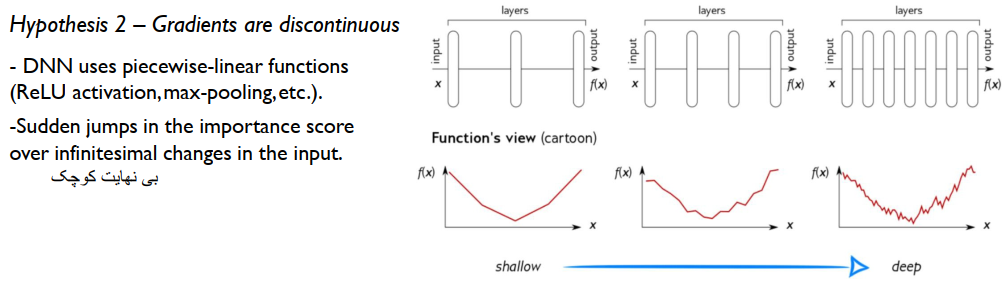 Hypothesis 2 – Gradients are discontinuous
- DNN uses piecewise-linear functions
(ReLU activation, max-pooling, etc.).
-Sudden jumps in the importance score
over infinitesimal changes in the input.
بی نهایت کوچک
layers
input
output
x
f(x)
layers
input
output
x
f(x)
layers
input
output
x
f(x)
Function's view (cartoon)
f(x)
x
f(x)
x
f(x)
x
shallow
deep